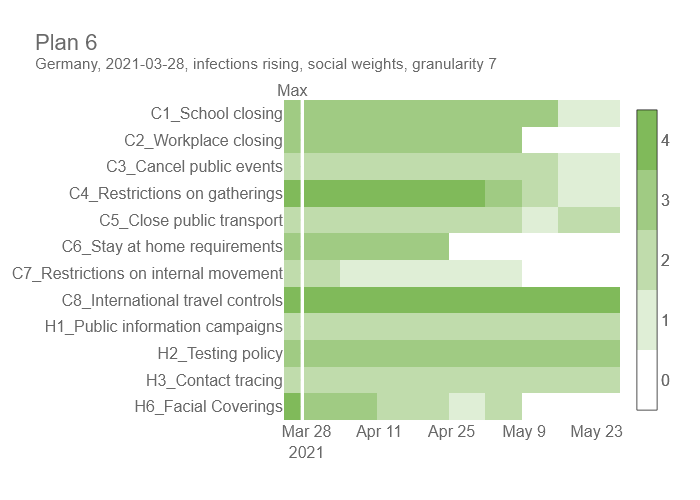 Plan 6
Germany, 2021-03-28, infections rising, social weights, granularity 7
Max
C1_School closing
C2_Workplace closing
C3_Cancel public events
C4_Restrictions on gatherings
C5_Close public transport
C6_Stay at home requirements
C7_Restrictions on internal movement
C8_International travel controls
H1_Public information campaigns
H2_Testing policy
H3_Contact tracing
H6_Facial Coverings
Mar 28 Apr 11 Apr 25 May 9 May 23
2021
4
3
2
1
0